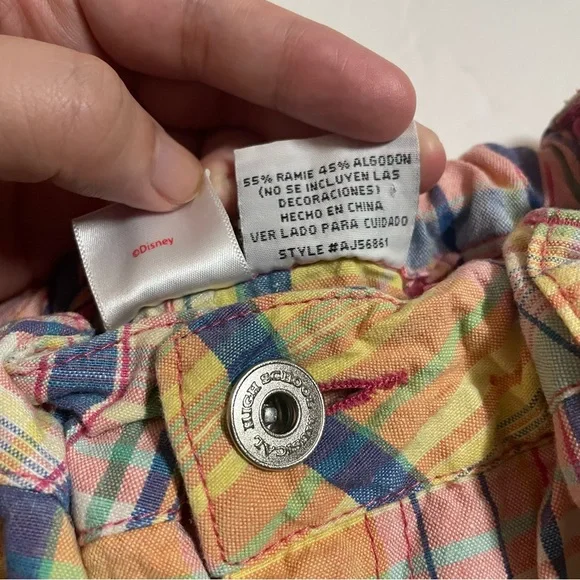 55% RAMIE 45% ALGODON
(NO SE INCLUYEN LAS
DECORACIONES)
HECHO EN CHINA
VER LADO PARA CUIDADO
STYLE #AJ56861
©Disney
HIGH SCHOOL MUSICAL